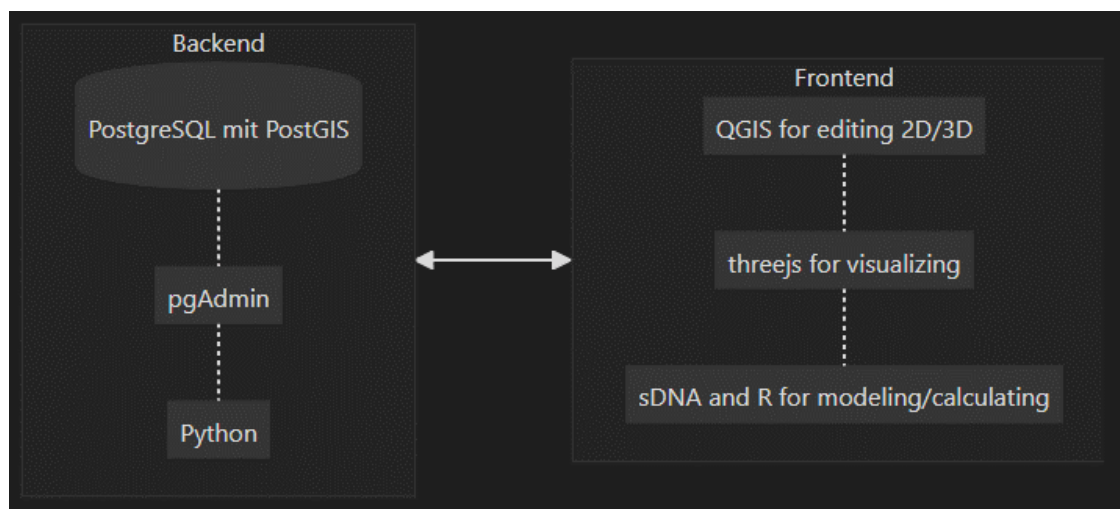 Backend
PostgreSQL mit PostGIS
pgAdmin
Python
Frontend
QGIS for editing 2D/3D
threejs for visualizing
sDNA and R for modeling/calculating